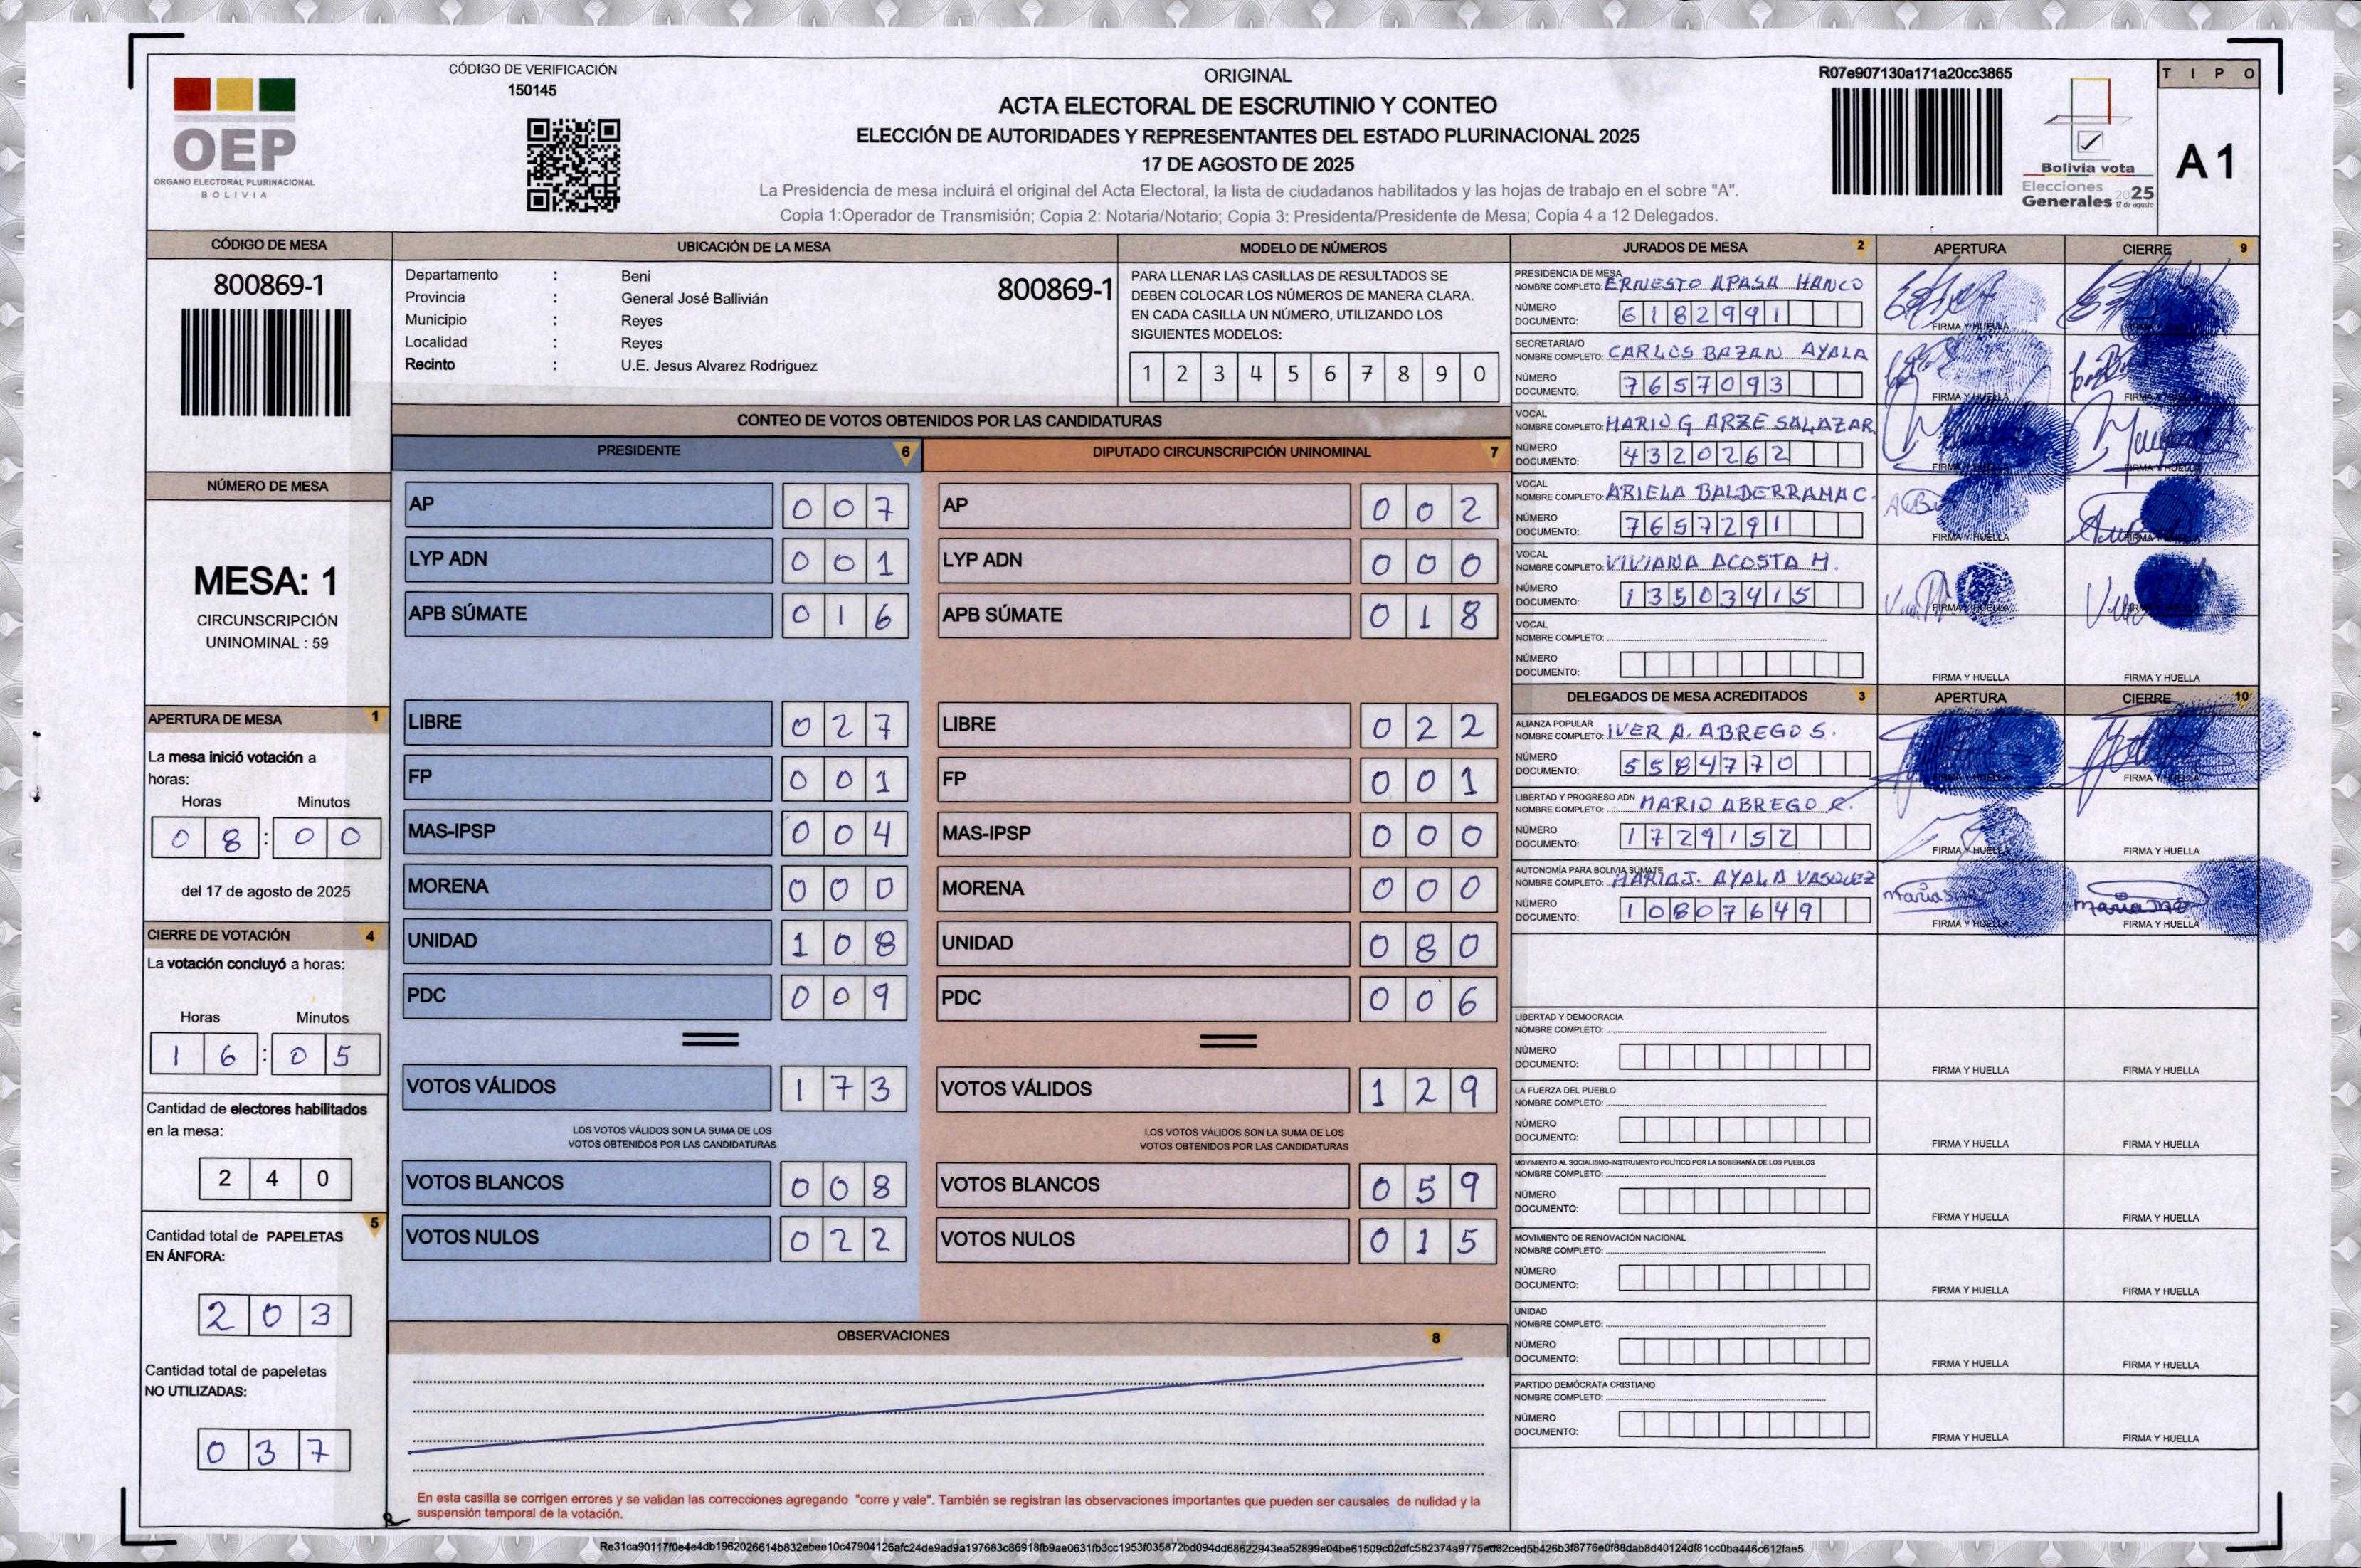 CÓDIGO DE VERIFICACIÓN
150145
OEP
ÓRGANO ELECTORAL PLURINACIONAL
BOLIVIA
ORIGINAL
ACTA ELECTORAL DE ESCRUTINIO Y CONTEO
ELECCIÓN DE AUTORIDADES Y REPRESENTANTES DEL ESTADO PLURINACIONAL 2025
17 DE AGOSTO DE 2025
La Presidencia de mesa incluirá el original del Acta Electoral, la lista de ciudadanos habilitados y las hojas de trabajo en el sobre "A".
Copia 1:Operador de Transmisión; Copia 2: Notaria/Notario; Copia 3: Presidenta/Presidente de Mesa; Copia 4 a 12 Delegados.
R07e907130a171a20cc3865
Bolivia vota
Elecciones
Generales 2025
17 de agosto
TIPO
A1
CÓDIGO DE MESA
800869-1
NÚMERO DE MESA
MESA: 1
CIRCUNSCRIPCIÓN
UNINOMINAL : 59
APERTURA DE MESA 1
La mesa inició votación a
horas:
Horas Minutos
08:00
del 17 de agosto de 2025
CIERRE DE VOTACIÓN 4
La votación concluyó a horas:
Horas Minutos
16:05
Cantidad de electores habilitados
en la mesa:
240
5
Cantidad total de PAPELETAS
EN ÁNFORA:
203
Cantidad total de papeletas
NO UTILIZADAS:
037
UBICACIÓN DE LA MESA
Departamento : Beni
800869-1
Provincia : General José Ballivián
Municipio : Reyes
Localidad : Reyes
Recinto : U.E. Jesus Alvarez Rodriguez
MODELO DE NÚMEROS
PARA LLENAR LAS CASILLAS DE RESULTADOS SE
DEBEN COLOCAR LOS NÚMEROS DE MANERA CLARA.
EN CADA CASILLA UN NÚMERO, UTILIZANDO LOS
SIGUIENTES MODELOS:
1 2 3 4 5 6 7 8 9 0
CONTEO DE VOTOS OBTENIDOS POR LAS CANDIDATURAS
PRESIDENTE 6
AP 007
LYP ADN 001
APB SÚMATE 016
LIBRE 027
FP 001
MAS-IPSP 004
MORENA 000
UNIDAD 108
PDC 009
VOTOS VÁLIDOS 173
LOS VOTOS VÁLIDOS SON LA SUMA DE LOS
VOTOS OBTENIDOS POR LAS CANDIDATURAS
VOTOS BLANCOS 008
VOTOS NULOS 022
DIPUTADO CIRCUNSCRIPCIÓN UNINOMINAL 7
AP 002
LYP ADN 000
APB SÚMATE 018
LIBRE 022
FP 001
MAS-IPSP 000
MORENA 000
UNIDAD 080
PDC 006
VOTOS VÁLIDOS 129
LOS VOTOS VÁLIDOS SON LA SUMA DE LOS
VOTOS OBTENIDOS POR LAS CANDIDATURAS
VOTOS BLANCOS 059
VOTOS NULOS 015
OBSERVACIONES 8
En esta casilla se corrigen errores y se validan las correcciones agregando "corre y vale". También se registran las observaciones importantes que pueden ser causales de nulidad y la
suspensión temporal de la votación.
JURADOS DE MESA 2 APERTURA CIERRE 9
PRESIDENCIA DE MESA
NOMBRE COMPLETO: ERNESTO APASA HANCO
NÚMERO
DOCUMENTO: 6182991
FIRMA Y HUELLA
SECRETARIA/O
NOMBRE COMPLETO: CARLOS BAZAN AYALA
NÚMERO
DOCUMENTO: 7657093
FIRMA Y HUELLA FIRMA Y HUELLA
VOCAL
NOMBRE COMPLETO: MARIO G ARZE SALAZAR
NÚMERO
DOCUMENTO: 4320262
FIRMA Y HUELLA
VOCAL
NOMBRE COMPLETO: ARIELA BALDERRAMA C.
NÚMERO
DOCUMENTO: 7657291
FIRMA Y HUELLA FIRMA Y HUELLA
VOCAL
NOMBRE COMPLETO: VIVIANA ACOSTA M.
NÚMERO
DOCUMENTO: 13503415
FIRMA Y HUELLA FIRMA Y HUELLA
VOCAL
NOMBRE COMPLETO:
NÚMERO
DOCUMENTO:
FIRMA Y HUELLA FIRMA Y HUELLA
DELEGADOS DE MESA ACREDITADOS 3 APERTURA CIERRE 10
ALIANZA POPULAR
NOMBRE COMPLETO: IVER A. ABREGO S.
NÚMERO
DOCUMENTO: 5584770
FIRMA Y HUELLA FIRMA Y HUELLA
LIBERTAD Y PROGRESO ADN
NOMBRE COMPLETO: MARIO ABREGO R.
NÚMERO
DOCUMENTO: 1729152
FIRMA Y HUELLA FIRMA Y HUELLA
AUTONOMÍA PARA BOLIVIA SÚMATE
NOMBRE COMPLETO: MARIA J. AYALA VASQUEZ
NÚMERO
DOCUMENTO: 10807649
FIRMA Y HUELLA FIRMA Y HUELLA
LIBERTAD Y DEMOCRACIA
NOMBRE COMPLETO:
NÚMERO
DOCUMENTO:
FIRMA Y HUELLA FIRMA Y HUELLA
LA FUERZA DEL PUEBLO
NOMBRE COMPLETO:
NÚMERO
DOCUMENTO:
FIRMA Y HUELLA FIRMA Y HUELLA
MOVIMIENTO AL SOCIALISMO-INSTRUMENTO POLÍTICO POR LA SOBERANÍA DE LOS PUEBLOS
NOMBRE COMPLETO:
NÚMERO
DOCUMENTO:
FIRMA Y HUELLA FIRMA Y HUELLA
MOVIMIENTO DE RENOVACIÓN NACIONAL
NOMBRE COMPLETO:
NÚMERO
DOCUMENTO:
FIRMA Y HUELLA FIRMA Y HUELLA
UNIDAD
NOMBRE COMPLETO:
NÚMERO
DOCUMENTO:
FIRMA Y HUELLA FIRMA Y HUELLA
PARTIDO DEMÓCRATA CRISTIANO
NOMBRE COMPLETO:
NÚMERO
DOCUMENTO:
FIRMA Y HUELLA FIRMA Y HUELLA